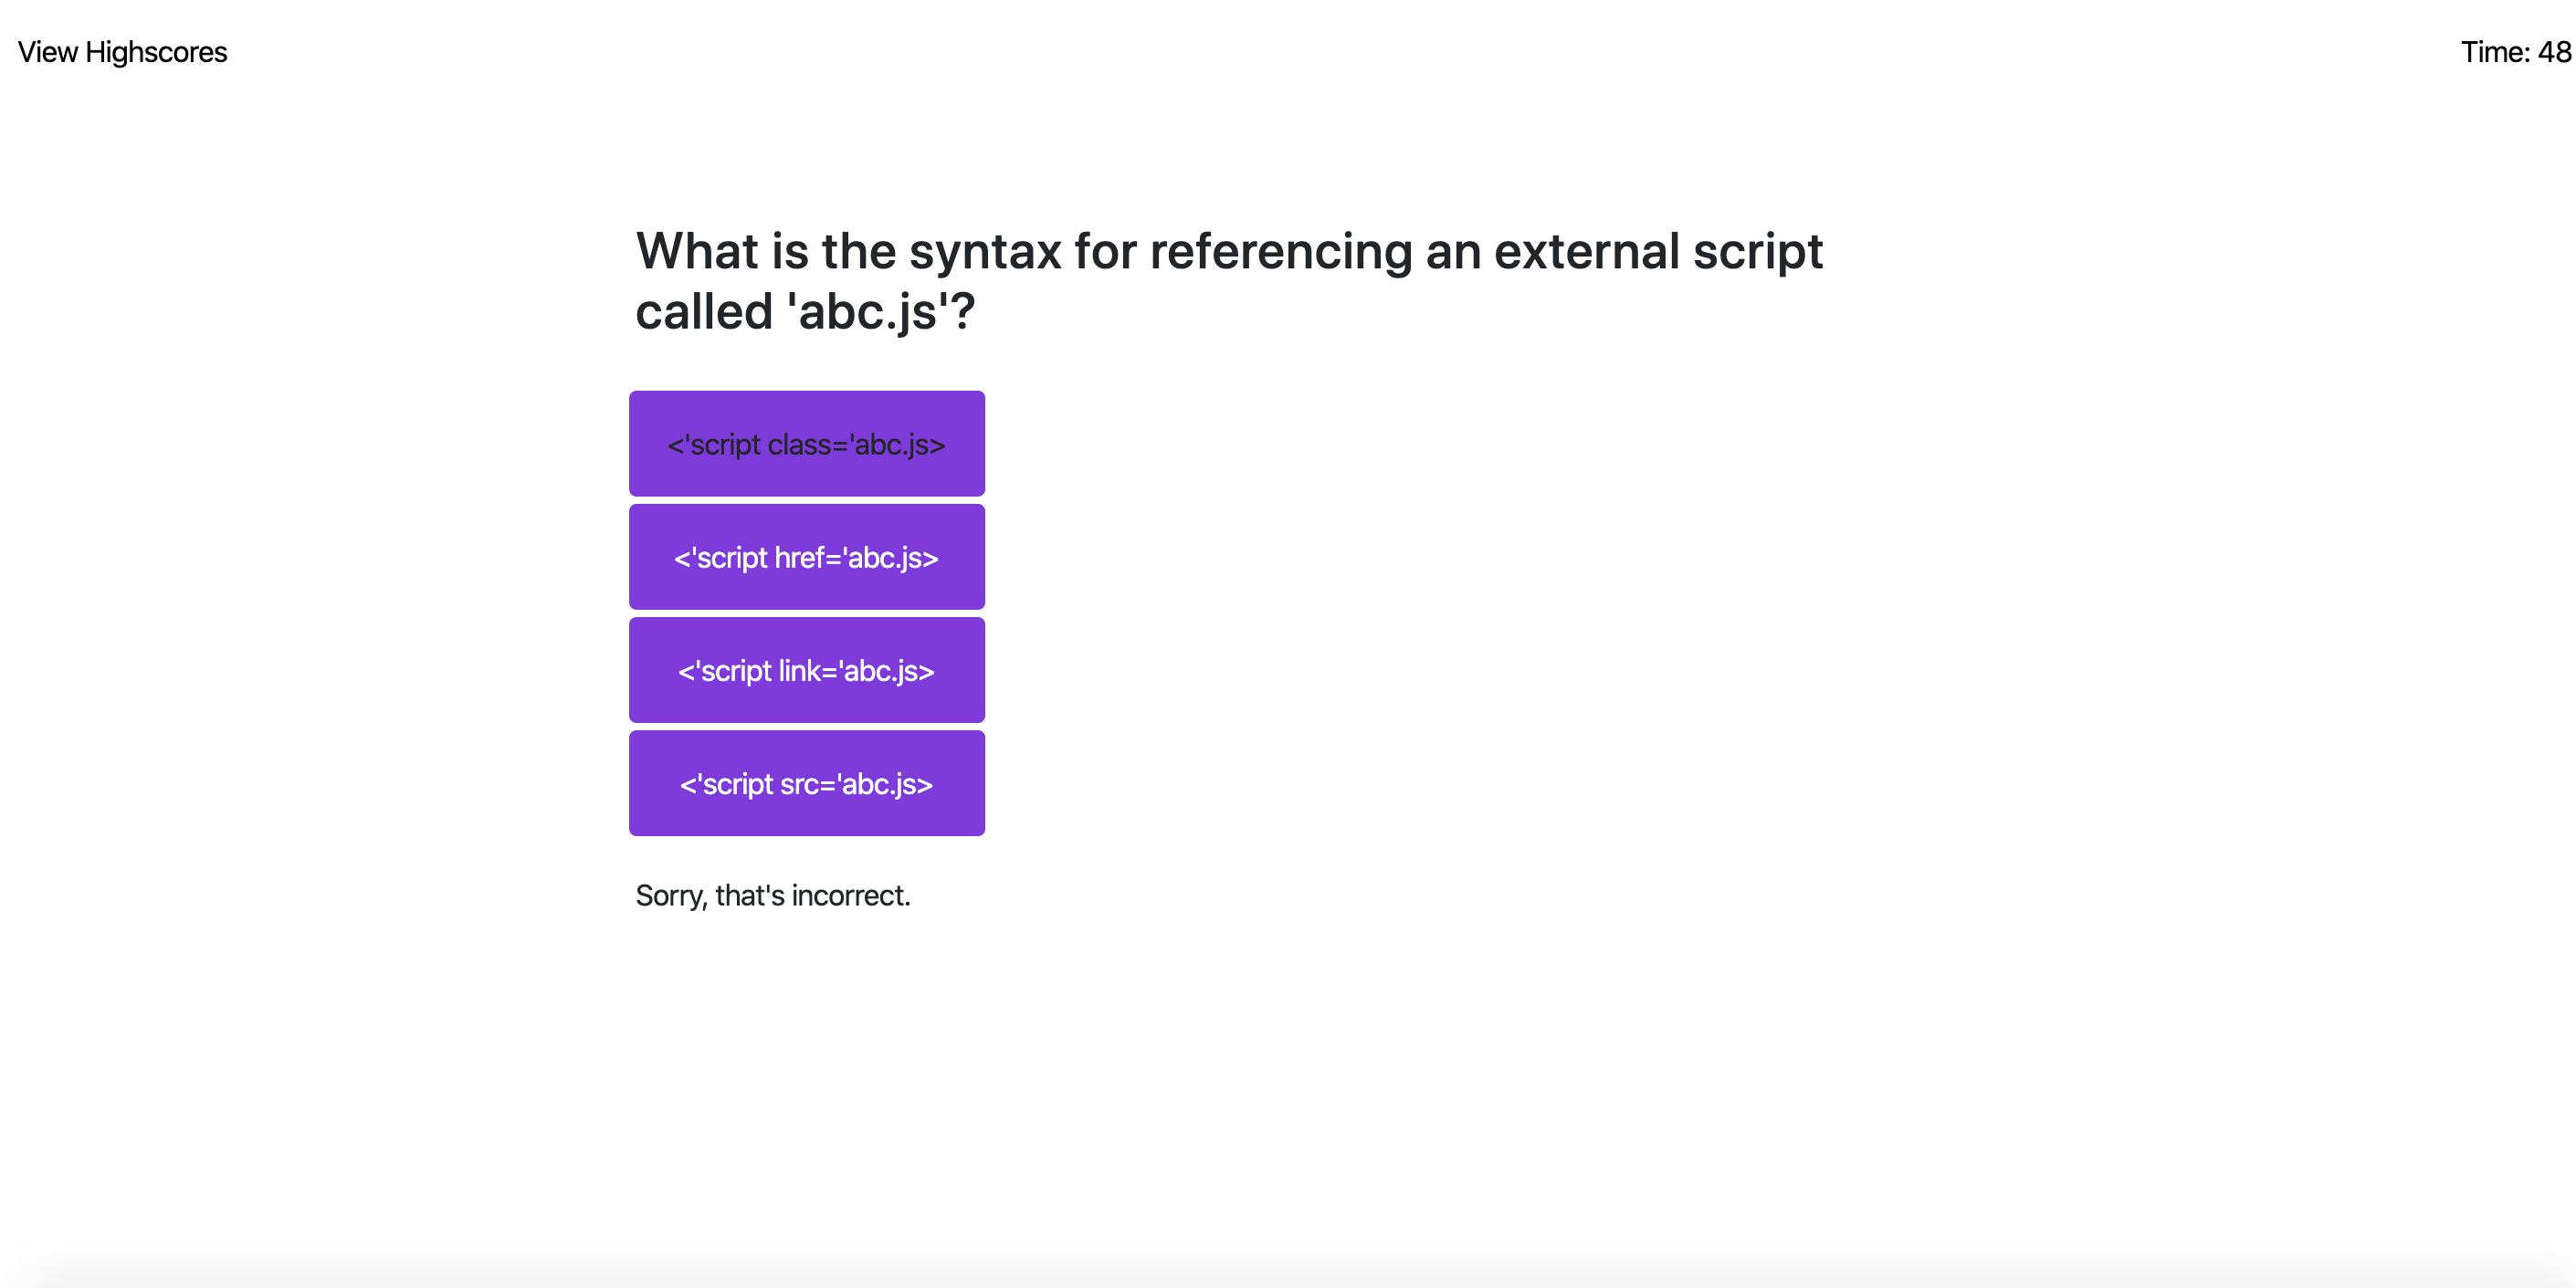 View Highscores
Time: 48
What is the syntax for referencing an external script
called 'abc.js'?
<'script class='abc.js>
<'script href='abc.js>
<'script link='abc.js>
<'script src='abc.js>
Sorry, that's incorrect.